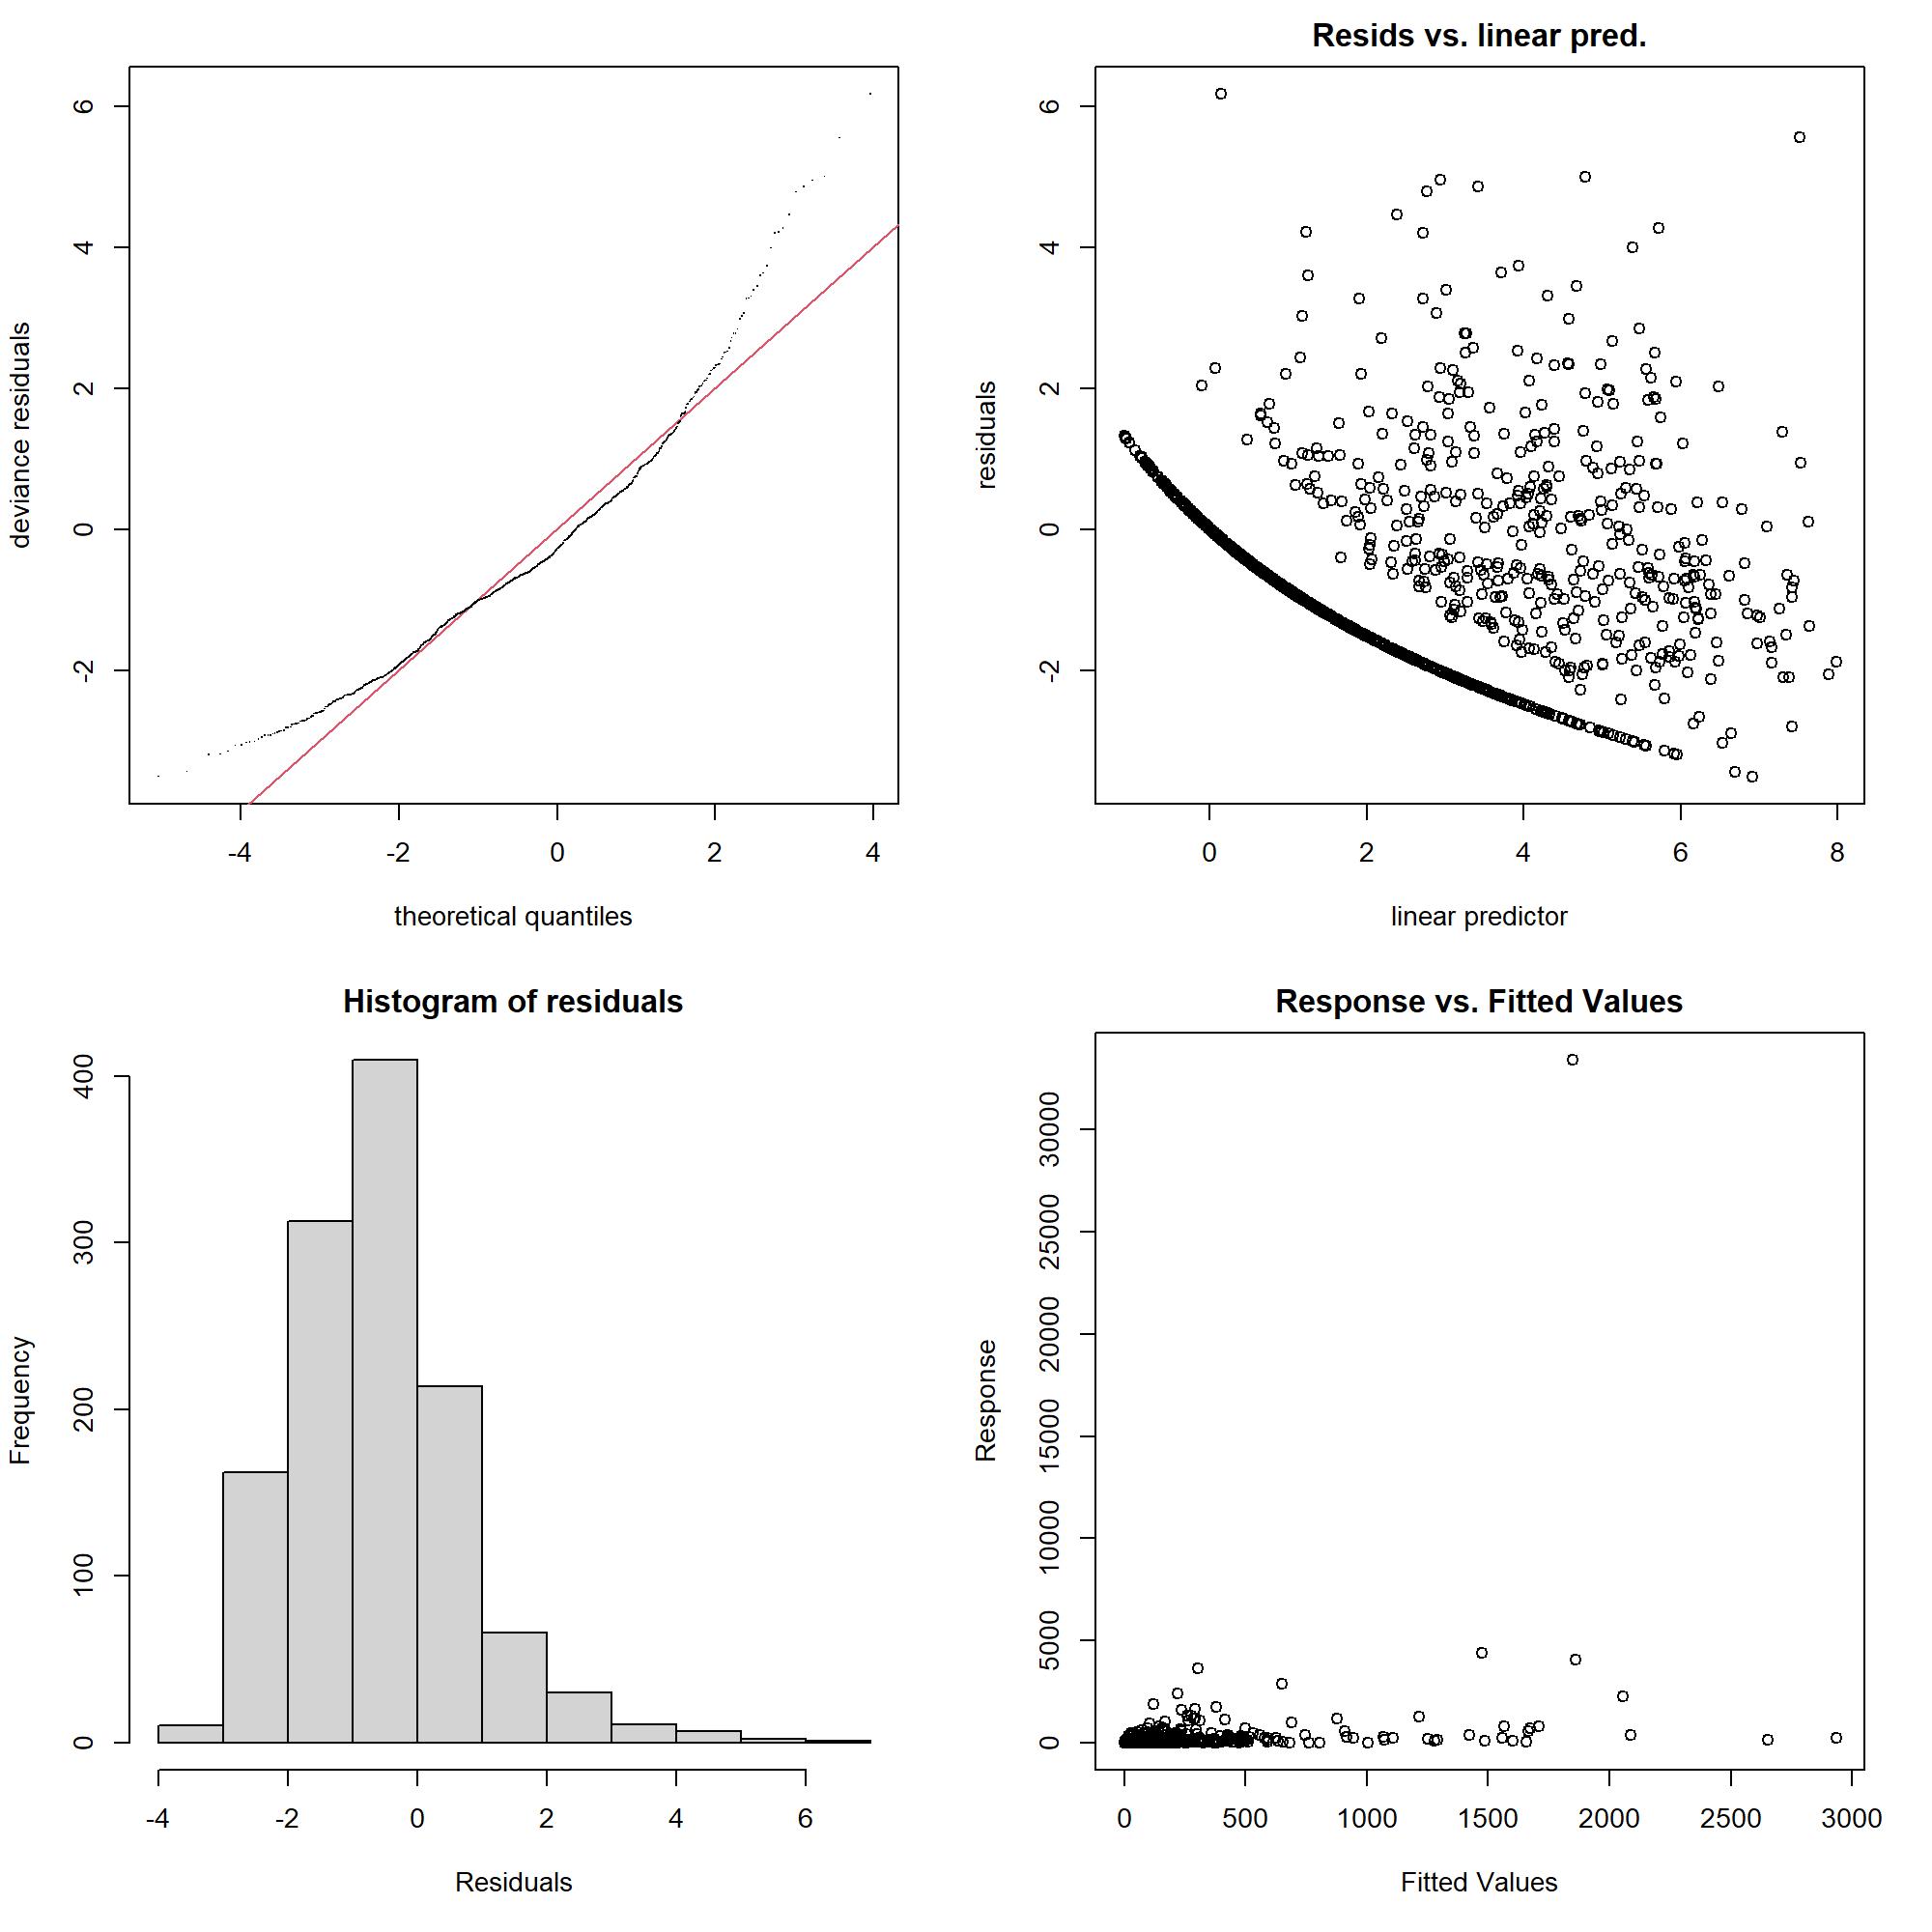 deviance residuals
6
4
2
0
-2
-4 -2 0 2 4
theoretical quantiles
Resids vs. linear pred.
residuals
6
4
2
0
-2
0 2 4 6 8
linear predictor
Histogram of residuals
Frequency
400
300
200
100
0
-4 -2 0 2 4 6
Residuals
Response vs. Fitted Values
Response
30000
25000
20000
15000
10000
5000
0
0 500 1000 1500 2000 2500 3000
Fitted Values